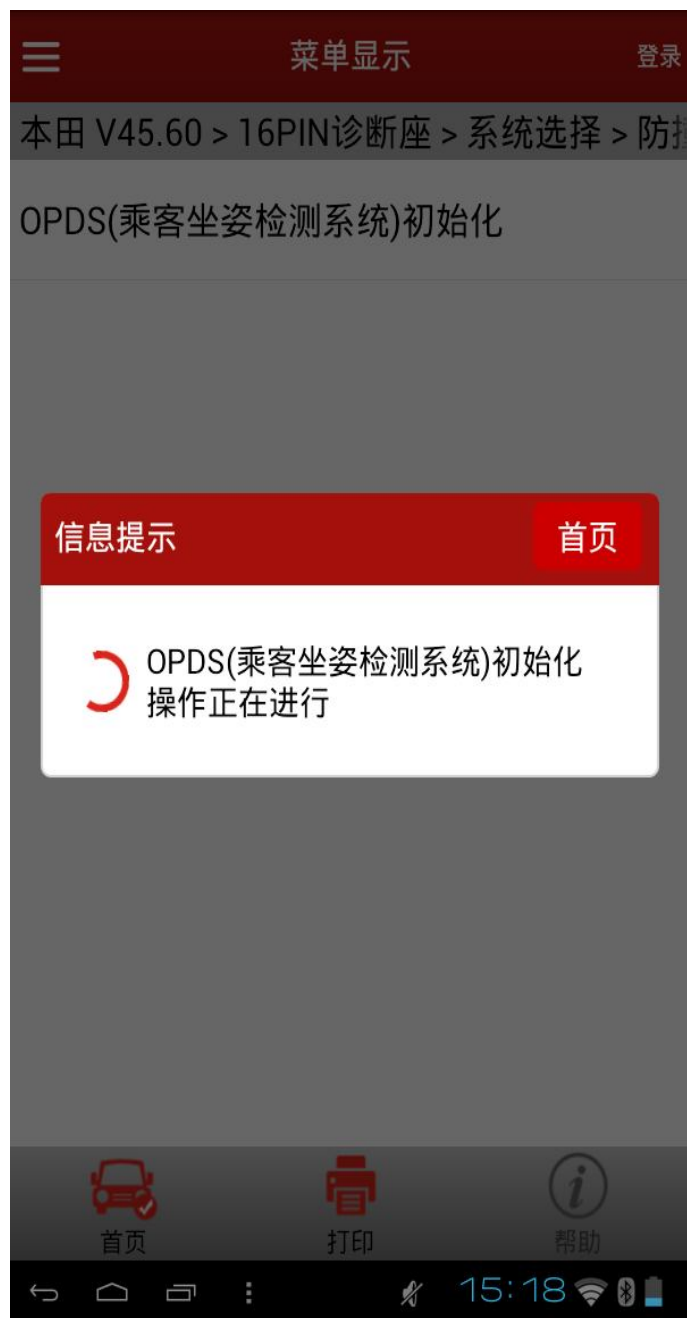 菜单显示
登录
本田 V45.60 > 16PIN诊断座 > 系统选择 > 防
OPDS(乘客坐姿检测系统)初始化
信息提示
首页
OPDS(乘客坐姿检测系统)初始化
操作正在进行
首页
打印
帮助
15:18